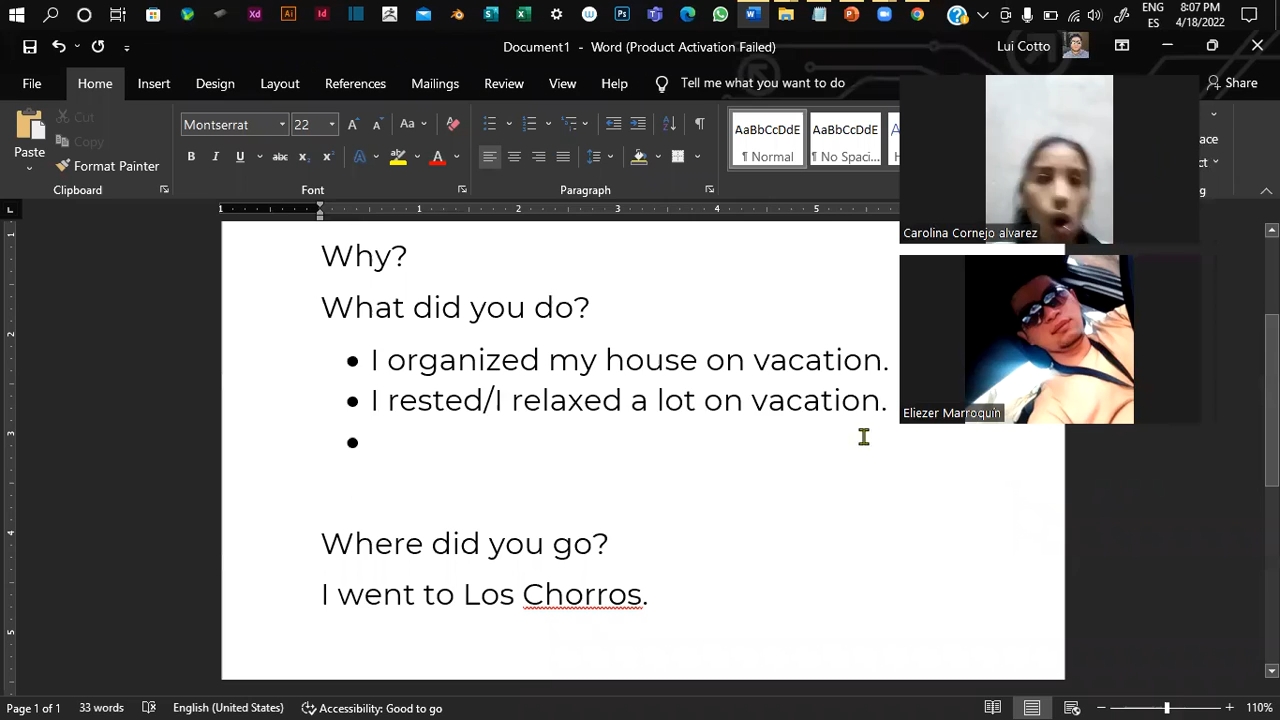 8:07 PM
ENG
ES
4/18/2022
Document1 - Word (Product Activation Failed)
Lui Cotto
File Home Insert Design Layout References Mailings Review View Help Tell me what you want to do Share
Paste
Cut
Copy
Format Painter
Clipboard
Montserrat 22
Font
Paragraph
AaBbCcDdE AaBbCcDdE
¶ Normal ¶ No Spaci...
Carolina Cornejo alvarez
Eliezer Marroquín
Why?
What did you do?
• I organized my house on vacation.
• I rested/I relaxed a lot on vacation.
•
Where did you go?
I went to Los Chorros.
Page 1 of 1 33 words English (United States) Accessibility: Good to go 110%